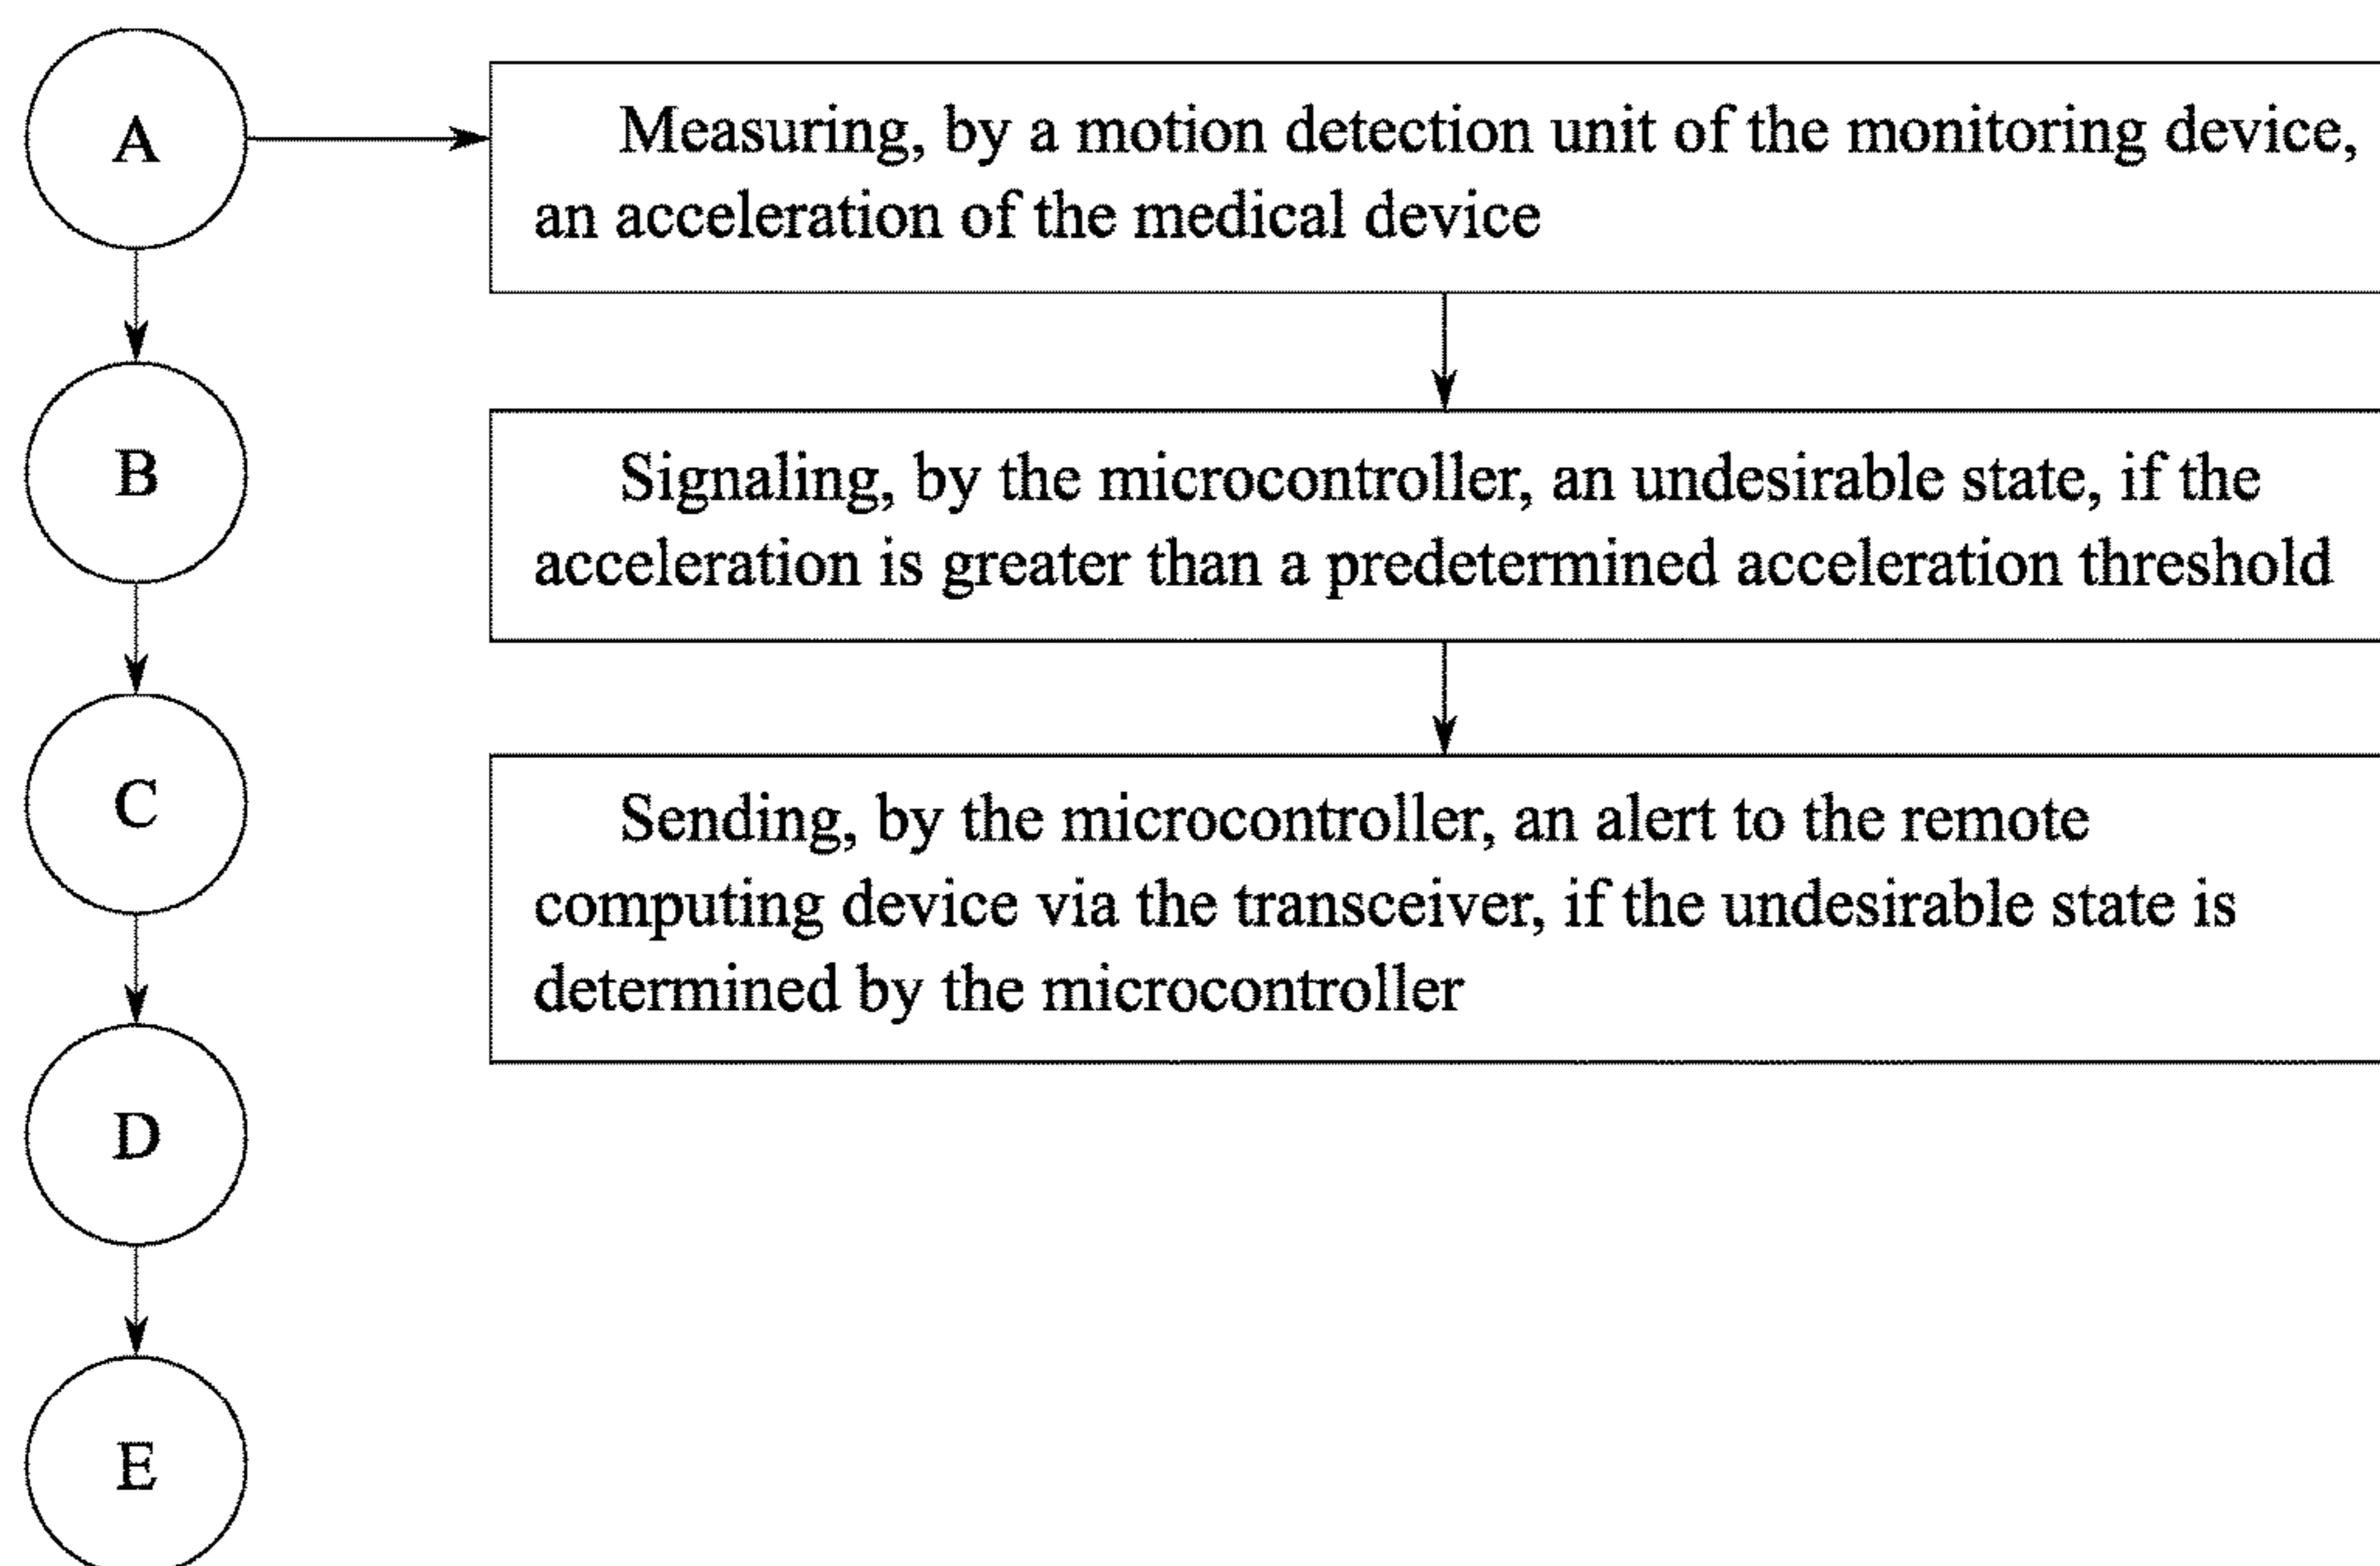 A
Measuring, by a motion detection unit of the monitoring device,
an acceleration of the medical device
B
Signaling, by the microcontroller, an undesirable state, if the
acceleration is greater than a predetermined acceleration threshold
C
Sending, by the microcontroller, an alert to the remote
computing device via the transceiver, if the undesirable state is
determined by the microcontroller
D
E